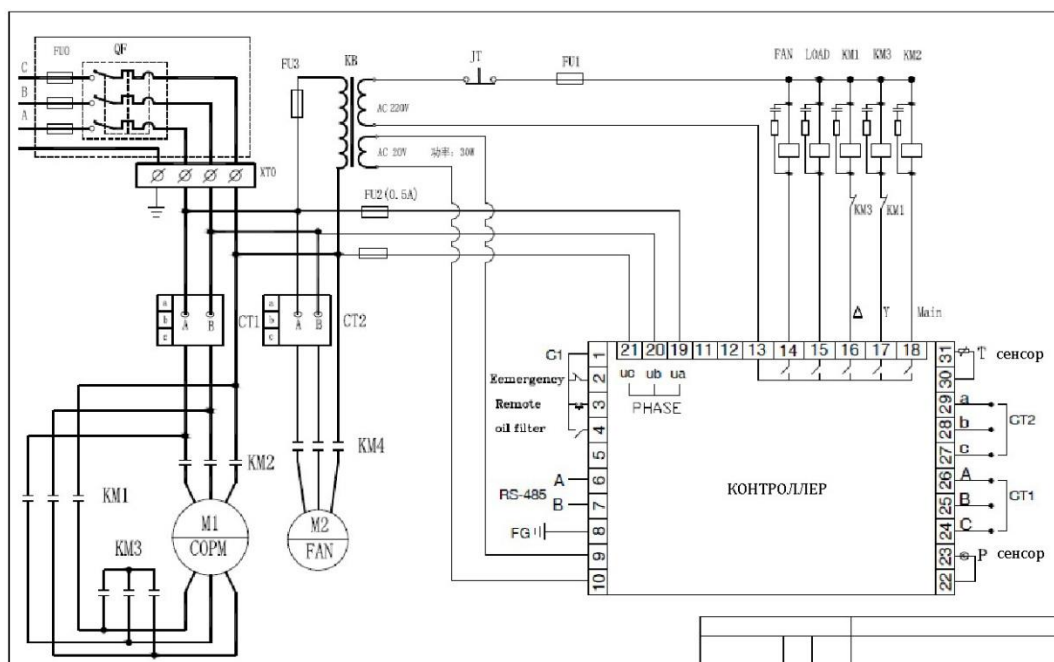 FU0 QF
C
B
A
XT0
FU3
KB
JT
FU1
AC 220V
AC 20V 功率: 30W
FU2(0.5A)
FAN LOAD KM1 KM3 KM2
KM3 KM1
Δ Y Main
a
b
c
A B
CT1
a
b
c
A B
CT2
KM2
KM4
KM1
KM3
M1
COPM
M2
FAN
C1
Eemergency
Remote
oil filter
RS-485
A
B
FG
1
2
3
4
5
6
7
8
9
10
21 20 19 11 12 13 14 15 16 17 18
uc ub ua
PHASE
КОНТРОЛЛЕР
31
30
29
28
27
26
25
24
23
22
T сенсор
a
b
c
CT2
A
B
C
CT1
P сенсор